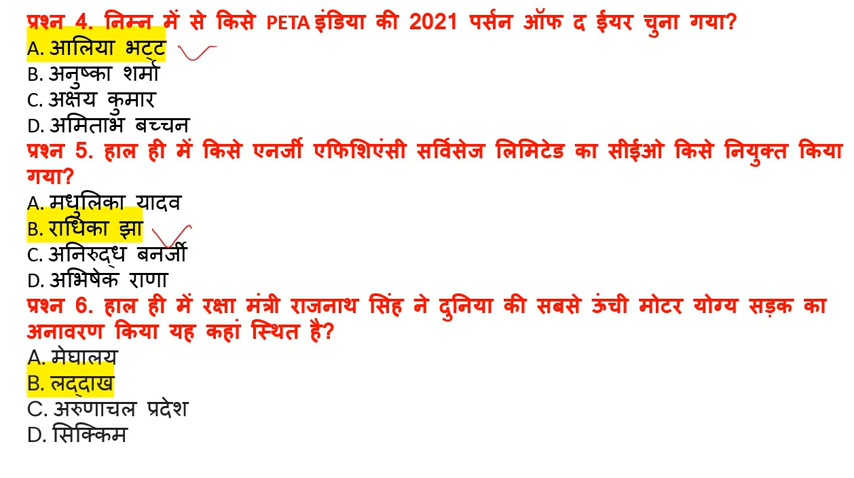 प्रश्न 4. निम्न में से किसे PETA इंडिया की 2021 पर्सन ऑफ द ईयर चुना गया?
A. आलिया भट्ट
B. अनुष्का शर्मा
C. अक्षय कुमार
D. अमिताभ बच्चन
प्रश्न 5. हाल ही में किसे एनर्जी एफिशिएंसी सर्विसेज लिमिटेड का सीईओ किसे नियुक्त किया
गया?
A. मधुलिका यादव
B. राधिका झा
C. अनिरुद्ध बनर्जी
D. अभिषेक राणा
प्रश्न 6. हाल ही में रक्षा मंत्री राजनाथ सिंह ने दुनिया की सबसे ऊंची मोटर योग्य सड़क का
अनावरण किया यह कहां स्थित है?
A. मेघालय
B. लद्दाख
C. अरुणाचल प्रदेश
D. सिक्किम